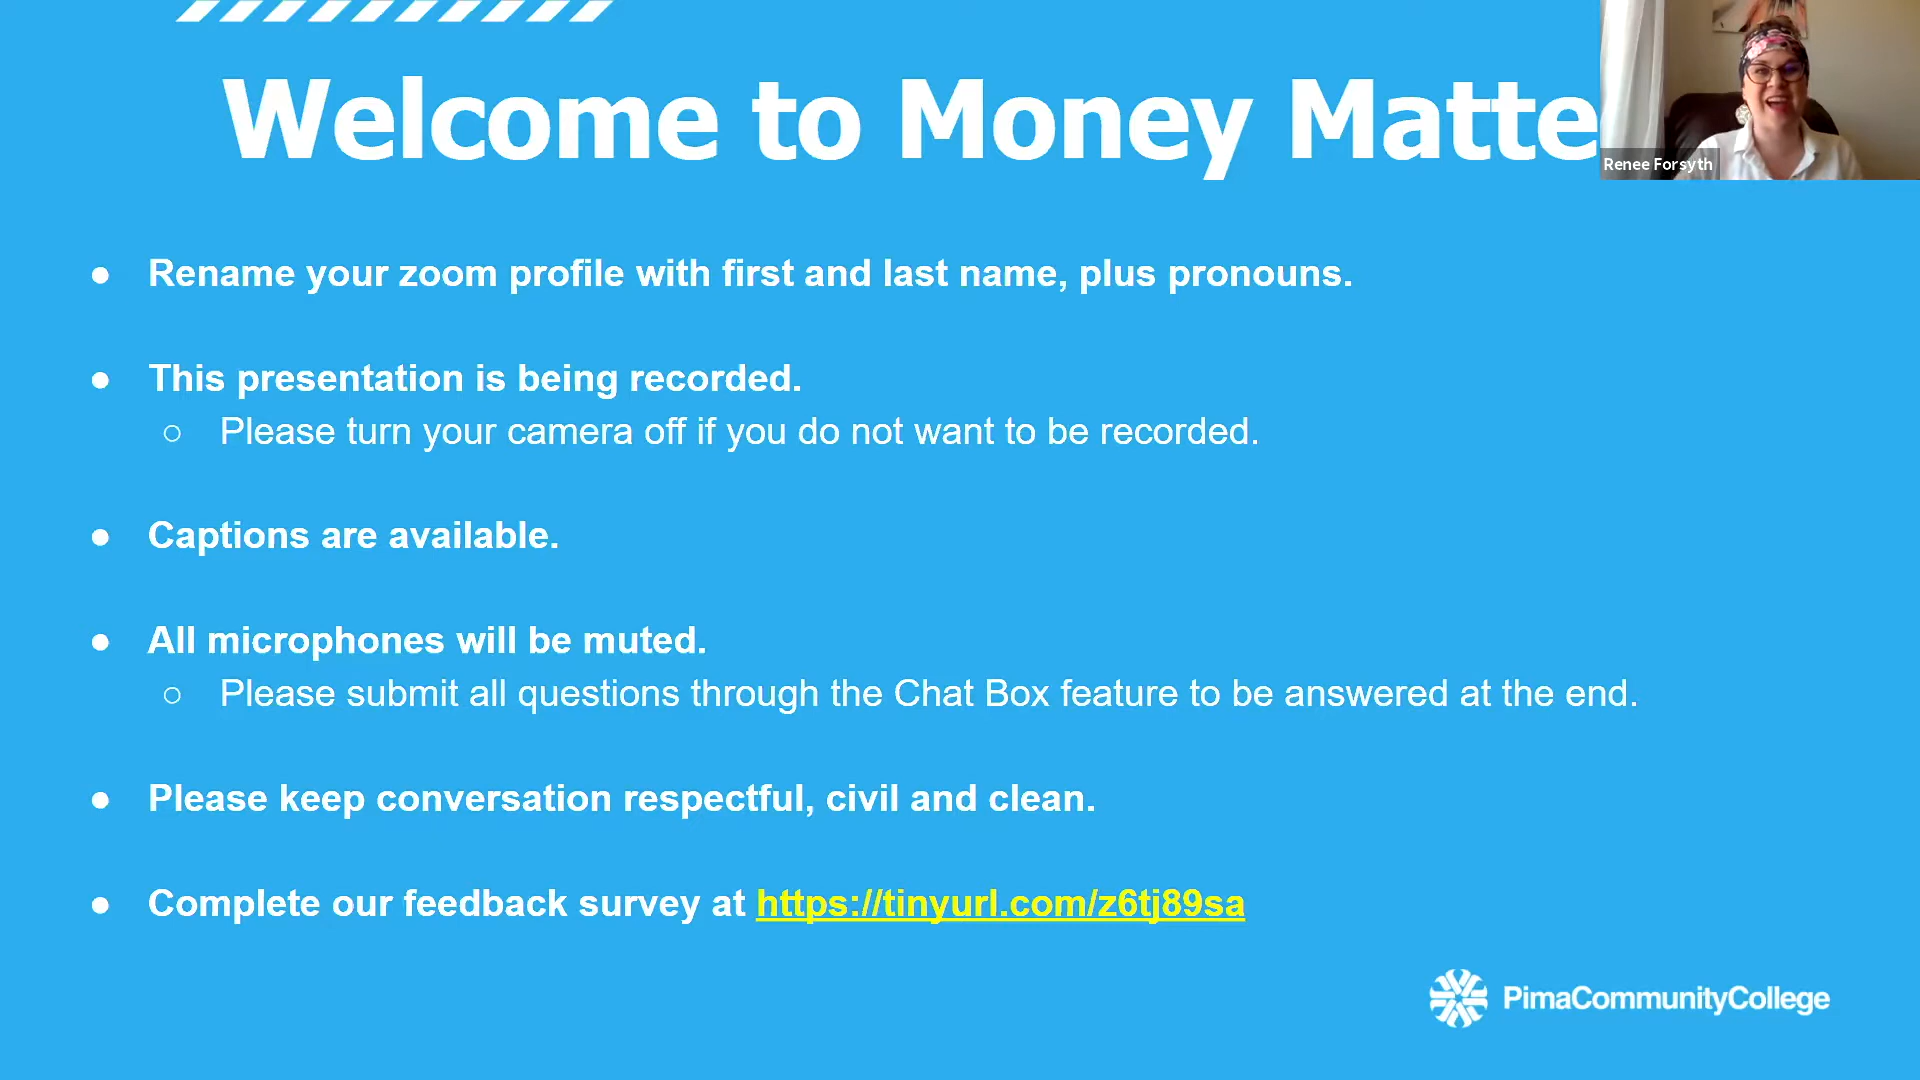 Welcome to Money Matte
Renee Forsyth
● Rename your zoom profile with first and last name, plus pronouns.
● This presentation is being recorded.
○ Please turn your camera off if you do not want to be recorded.
● Captions are available.
● All microphones will be muted.
○ Please submit all questions through the Chat Box feature to be answered at the end.
● Please keep conversation respectful, civil and clean.
● Complete our feedback survey at https://tinyurl.com/z6tj89sa
PimaCommunityCollege